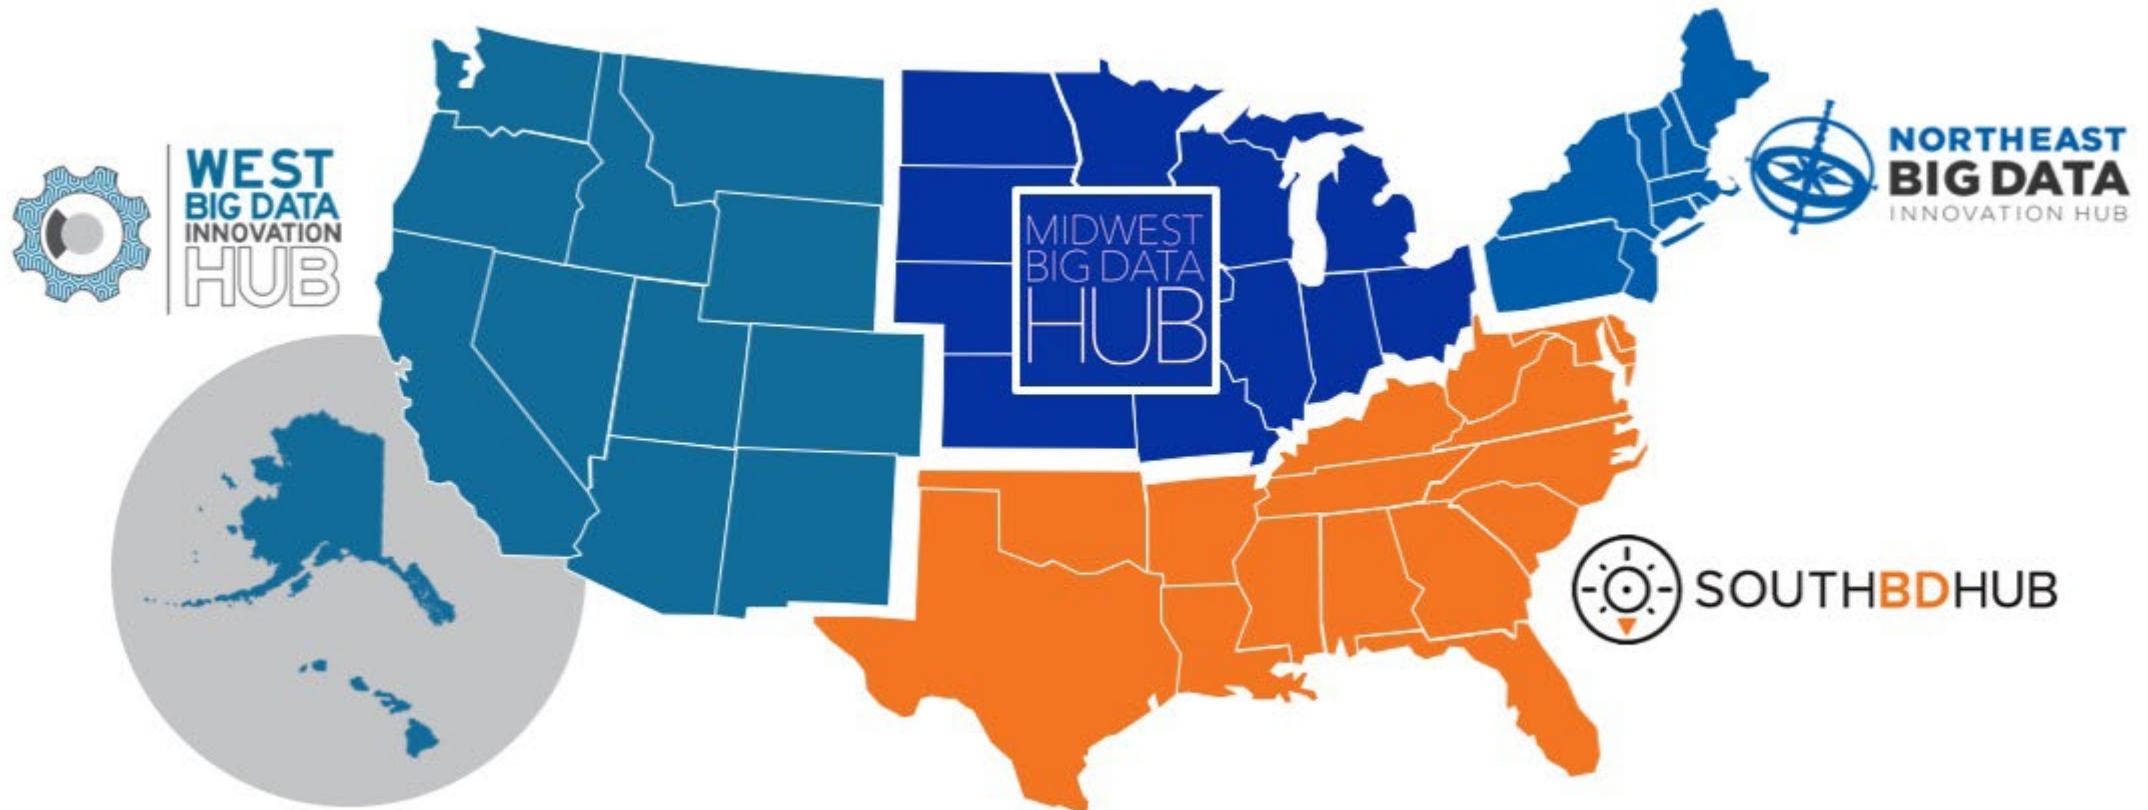 WEST
BIG DATA
INNOVATION
HUB
MIDWEST
BIG DATA
HUB
NORTHEAST
BIG DATA
INNOVATION HUB
SOUTHBDHUB